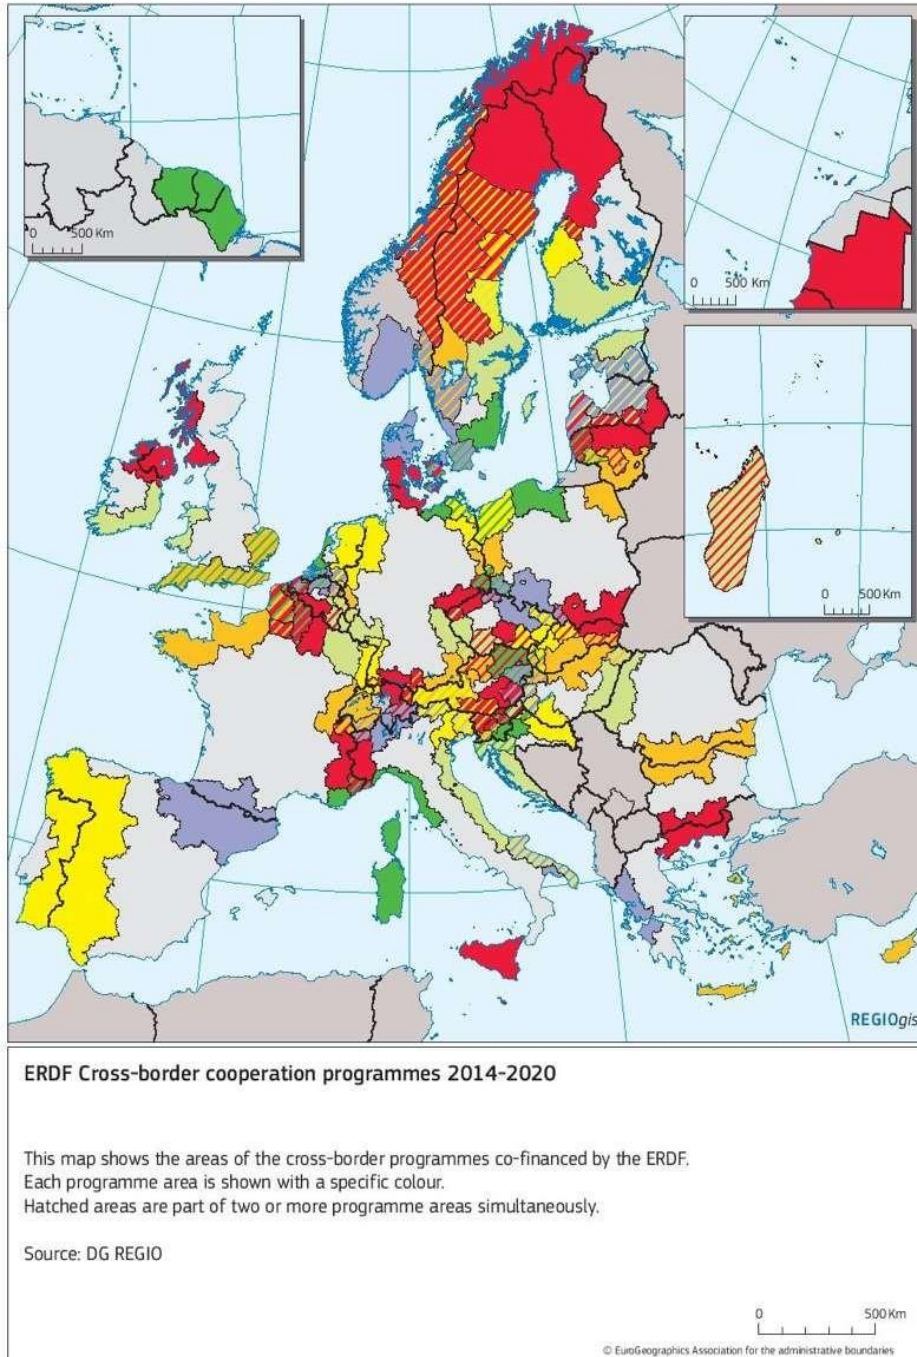 0 500 Km
0 500 Km
0 500 Km
REGIOgis
ERDF Cross-border cooperation programmes 2014-2020
This map shows the areas of the cross-border programmes co-financed by the ERDF.
Each programme area is shown with a specific colour.
Hatched areas are part of two or more programme areas simultaneously.
Source: DG REGIO
0 500 Km
© EuroGeographics Association for the administrative boundaries